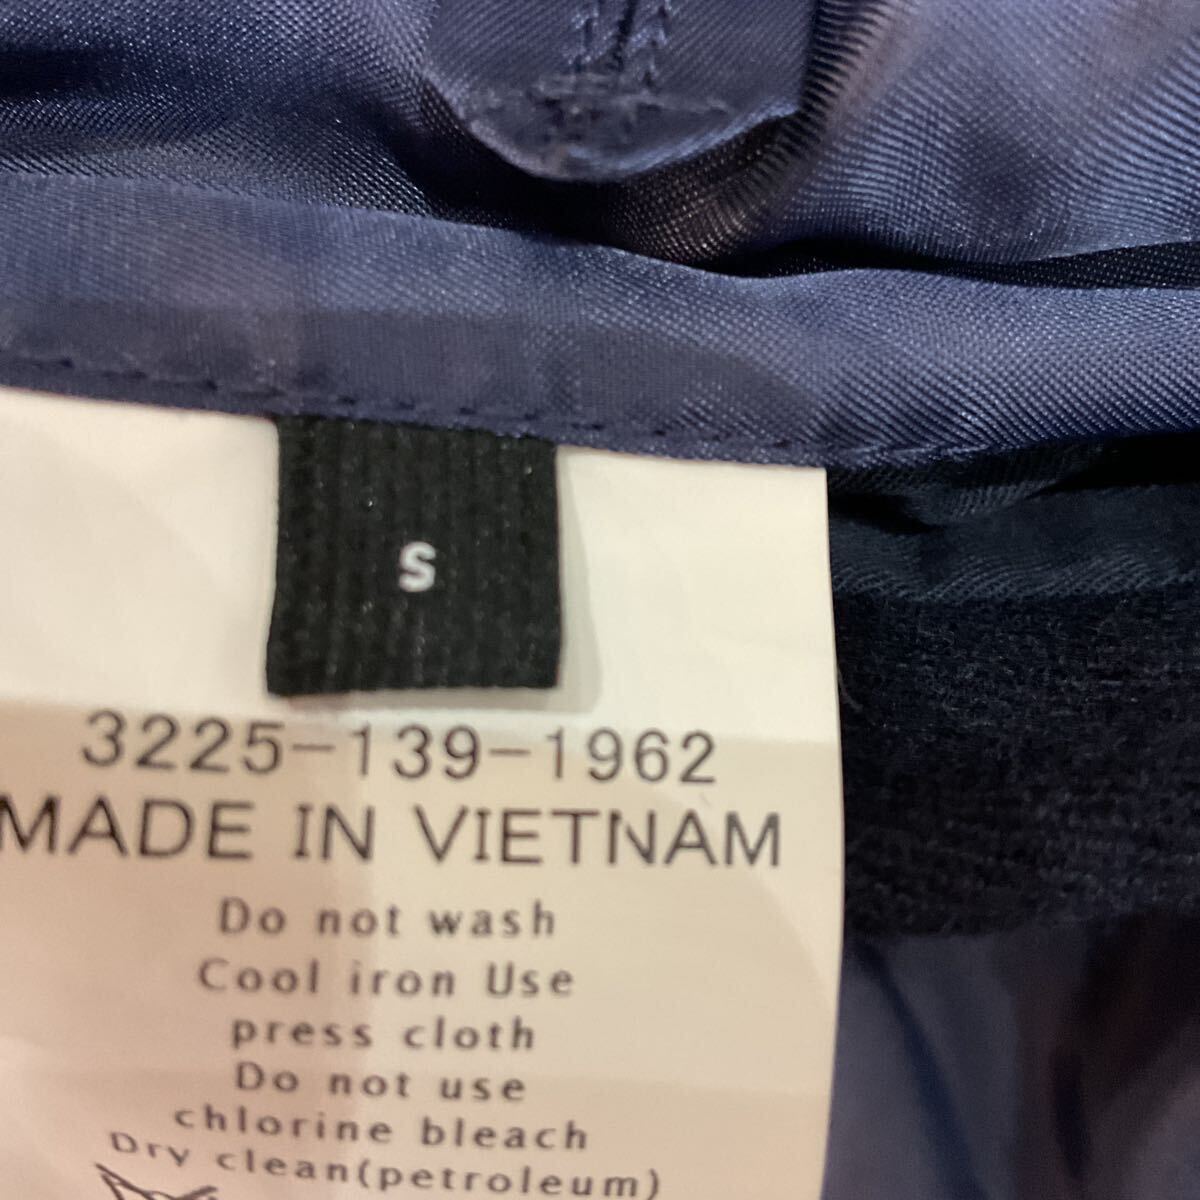 S
3225-139-1962
MADE IN VIETNAM
Do not wash
Cool iron Use
press cloth
Do not use
chlorine bleach
Dry clean(petroleum)